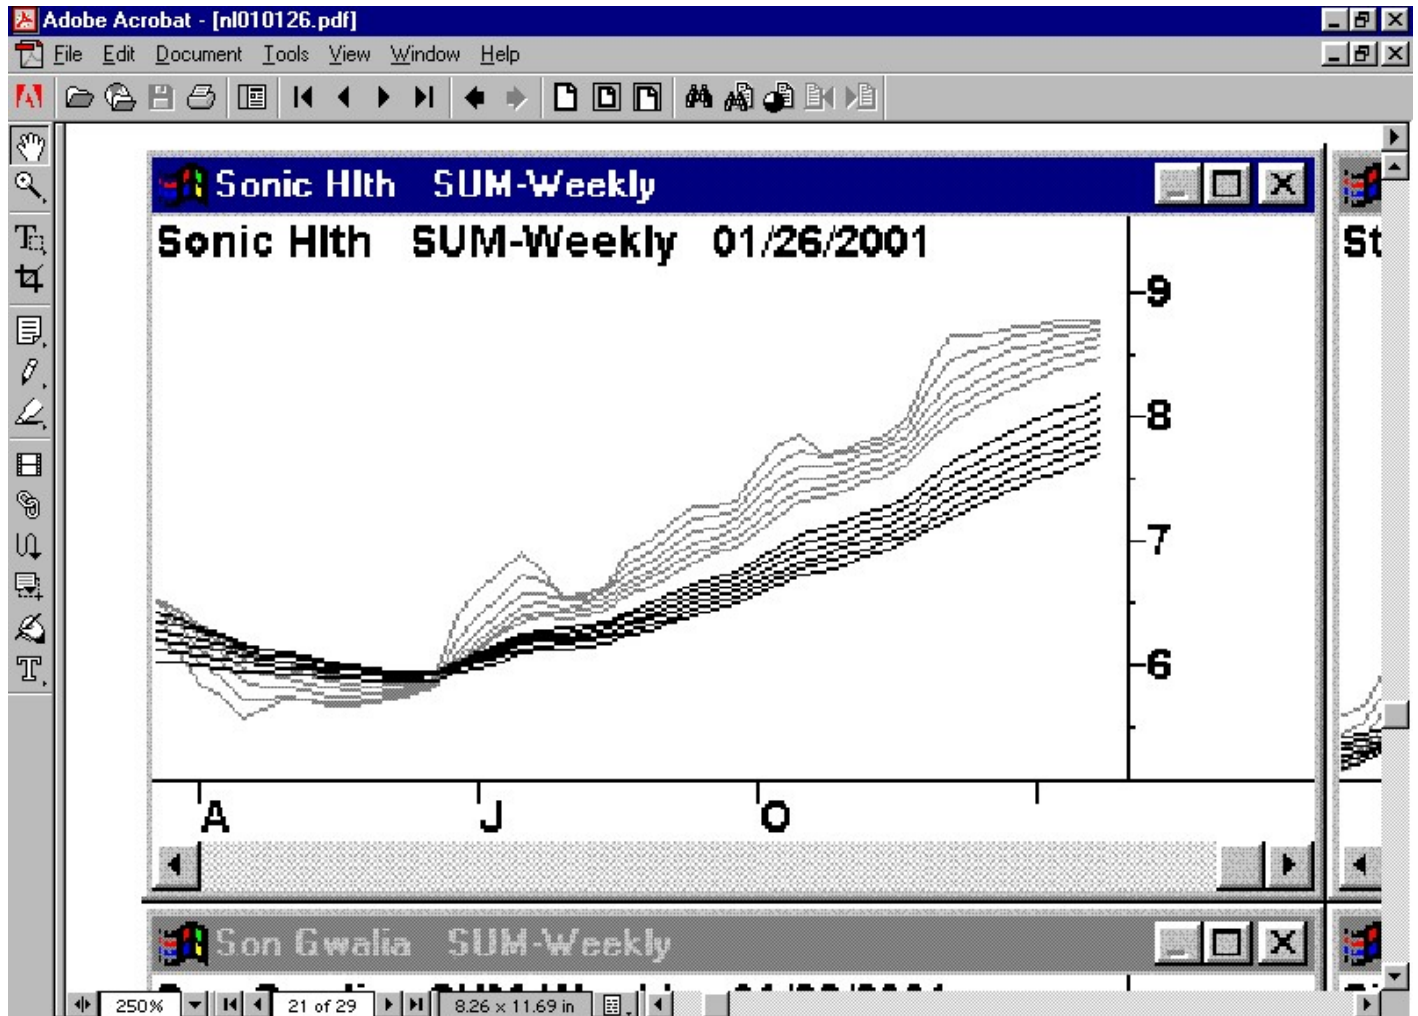 Adobe Acrobat - [nl010126.pdf]
File Edit Document Tools View Window Help
Sonic Hlth SUM-Weekly
Sonic Hlth SUM-Weekly 01/26/2001
St
9
8
7
6
A J O
Son Gwalia SUM-Weekly
250% 21 of 29 8.26 x 11.69 in